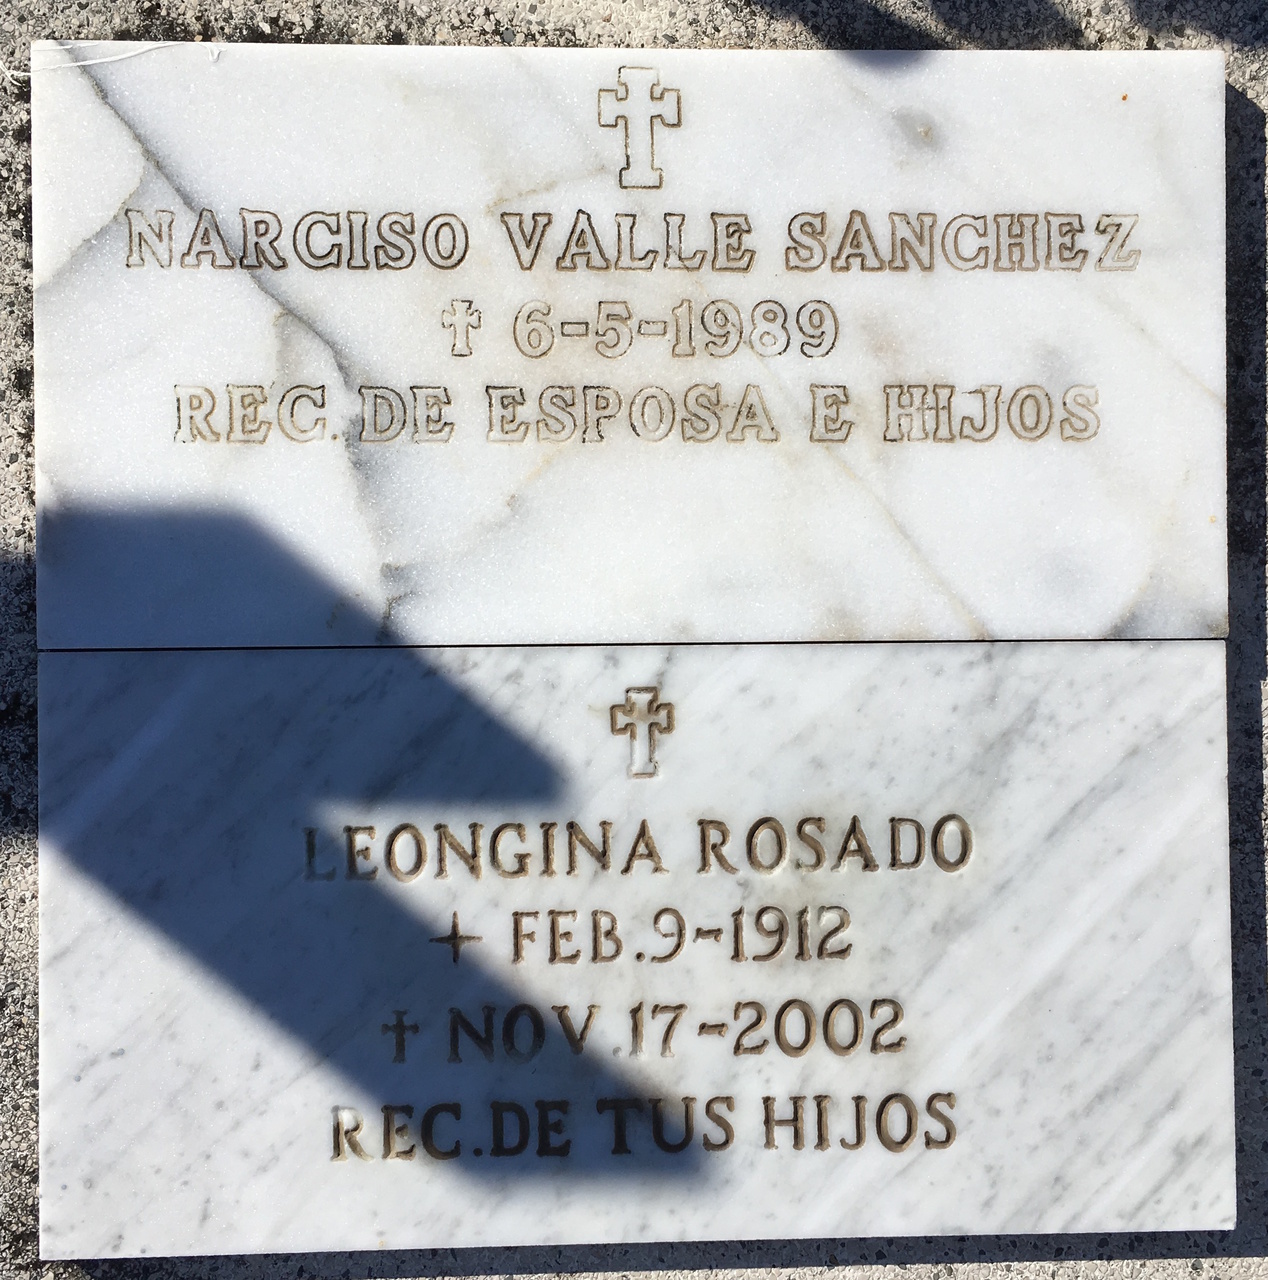 NARCISO VALLE SANCHEZ
† 6-5-1989
REC. DE ESPOSA E HIJOS
LEONGINA ROSADO
+ FEB.9-1912
† NOV.17-2002
REC.DE TUS HIJOS